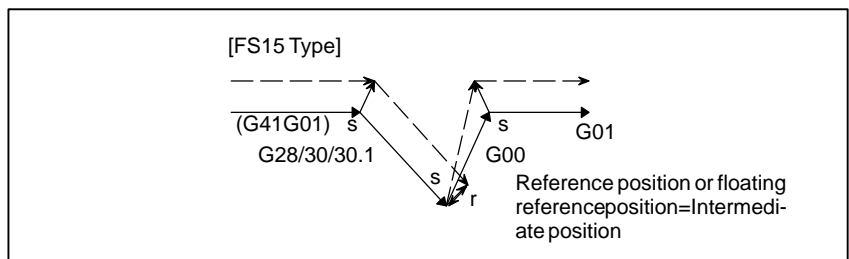 [FS15 Type]
(G41G01) s
s
G01
G28/30/30.1
G00
s
r
Reference position or floating
referenceposition=Intermedi-
ate position